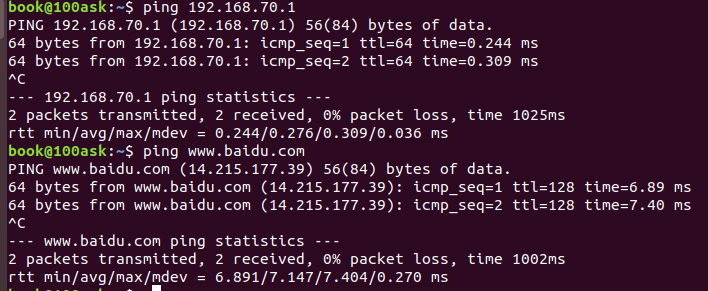 book@100ask:~$ ping 192.168.70.1
PING 192.168.70.1 (192.168.70.1) 56(84) bytes of data.
64 bytes from 192.168.70.1: icmp_seq=1 ttl=64 time=0.244 ms
64 bytes from 192.168.70.1: icmp_seq=2 ttl=64 time=0.309 ms
^C
--- 192.168.70.1 ping statistics ---
2 packets transmitted, 2 received, 0% packet loss, time 1025ms
rtt min/avg/max/mdev = 0.244/0.276/0.309/0.036 ms
book@100ask:~$ ping www.baidu.com
PING www.baidu.com (14.215.177.39) 56(84) bytes of data.
64 bytes from www.baidu.com (14.215.177.39): icmp_seq=1 ttl=128 time=6.89 ms
64 bytes from www.baidu.com (14.215.177.39): icmp_seq=2 ttl=128 time=7.40 ms
^C
--- www.baidu.com ping statistics ---
2 packets transmitted, 2 received, 0% packet loss, time 1002ms
rtt min/avg/max/mdev = 6.891/7.147/7.404/0.270 ms